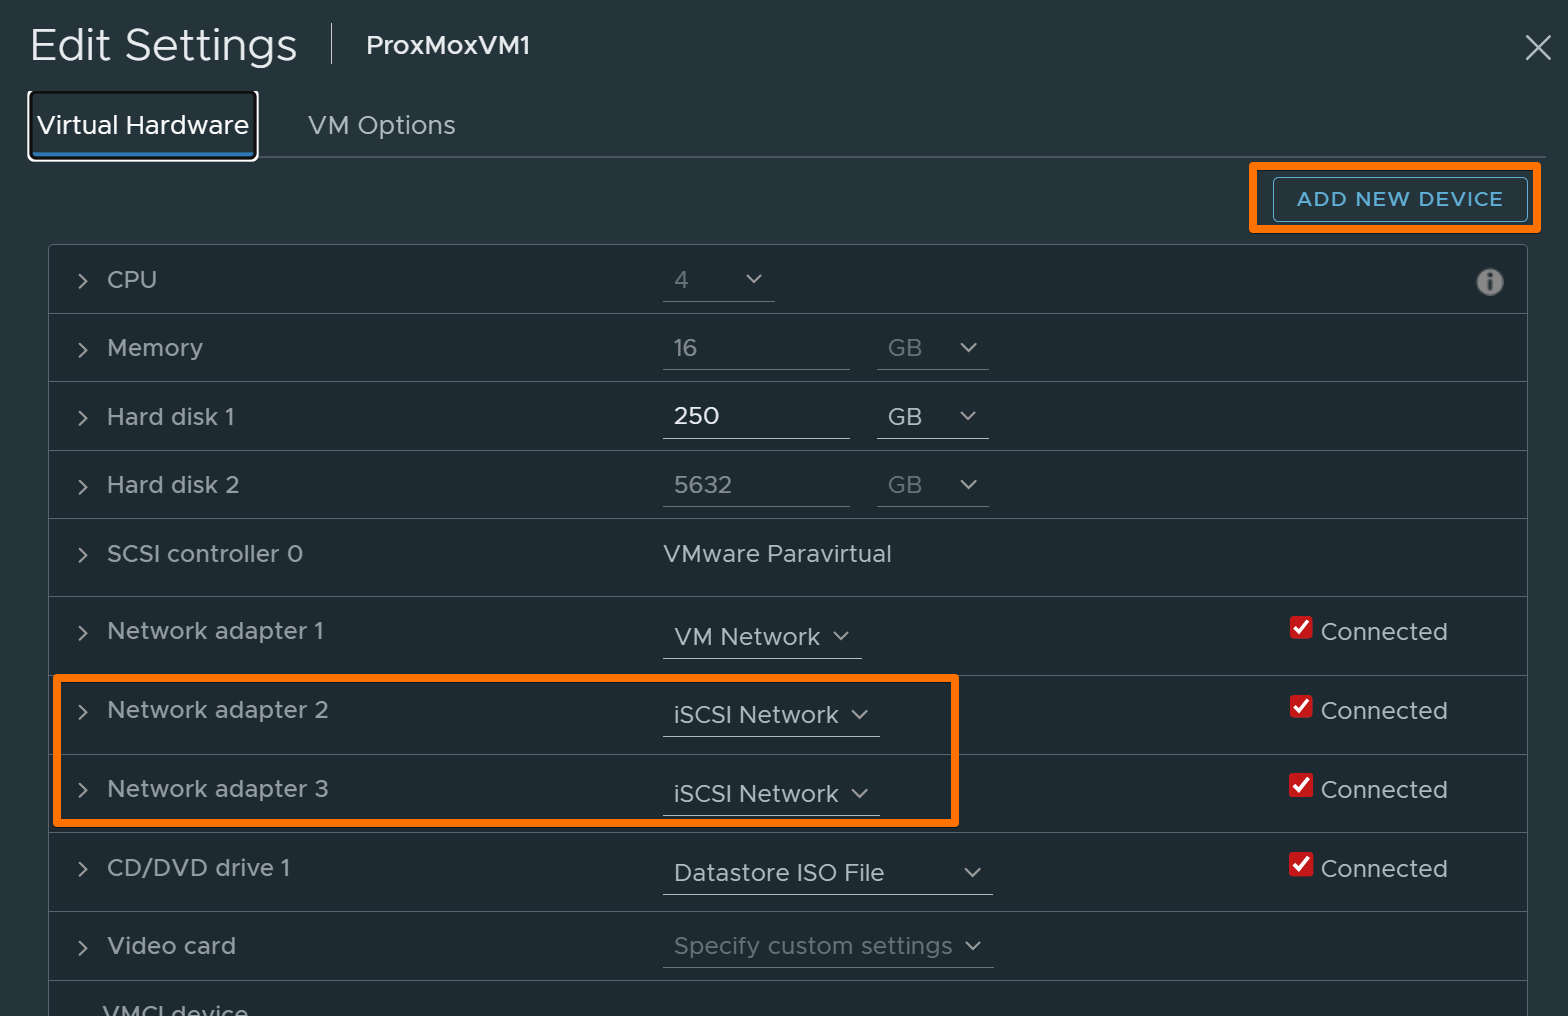 Edit Settings ProxMoxVM1
Virtual Hardware VM Options
ADD NEW DEVICE
CPU 4
Memory 16 GB
Hard disk 1 250 GB
Hard disk 2 5632 GB
SCSI controller 0 VMware Paravirtual
Network adapter 1 VM Network Connected
Network adapter 2 iSCSI Network Connected
Network adapter 3 iSCSI Network Connected
CD/DVD drive 1 Datastore ISO File Connected
Video card Specify custom settings
VMCI device